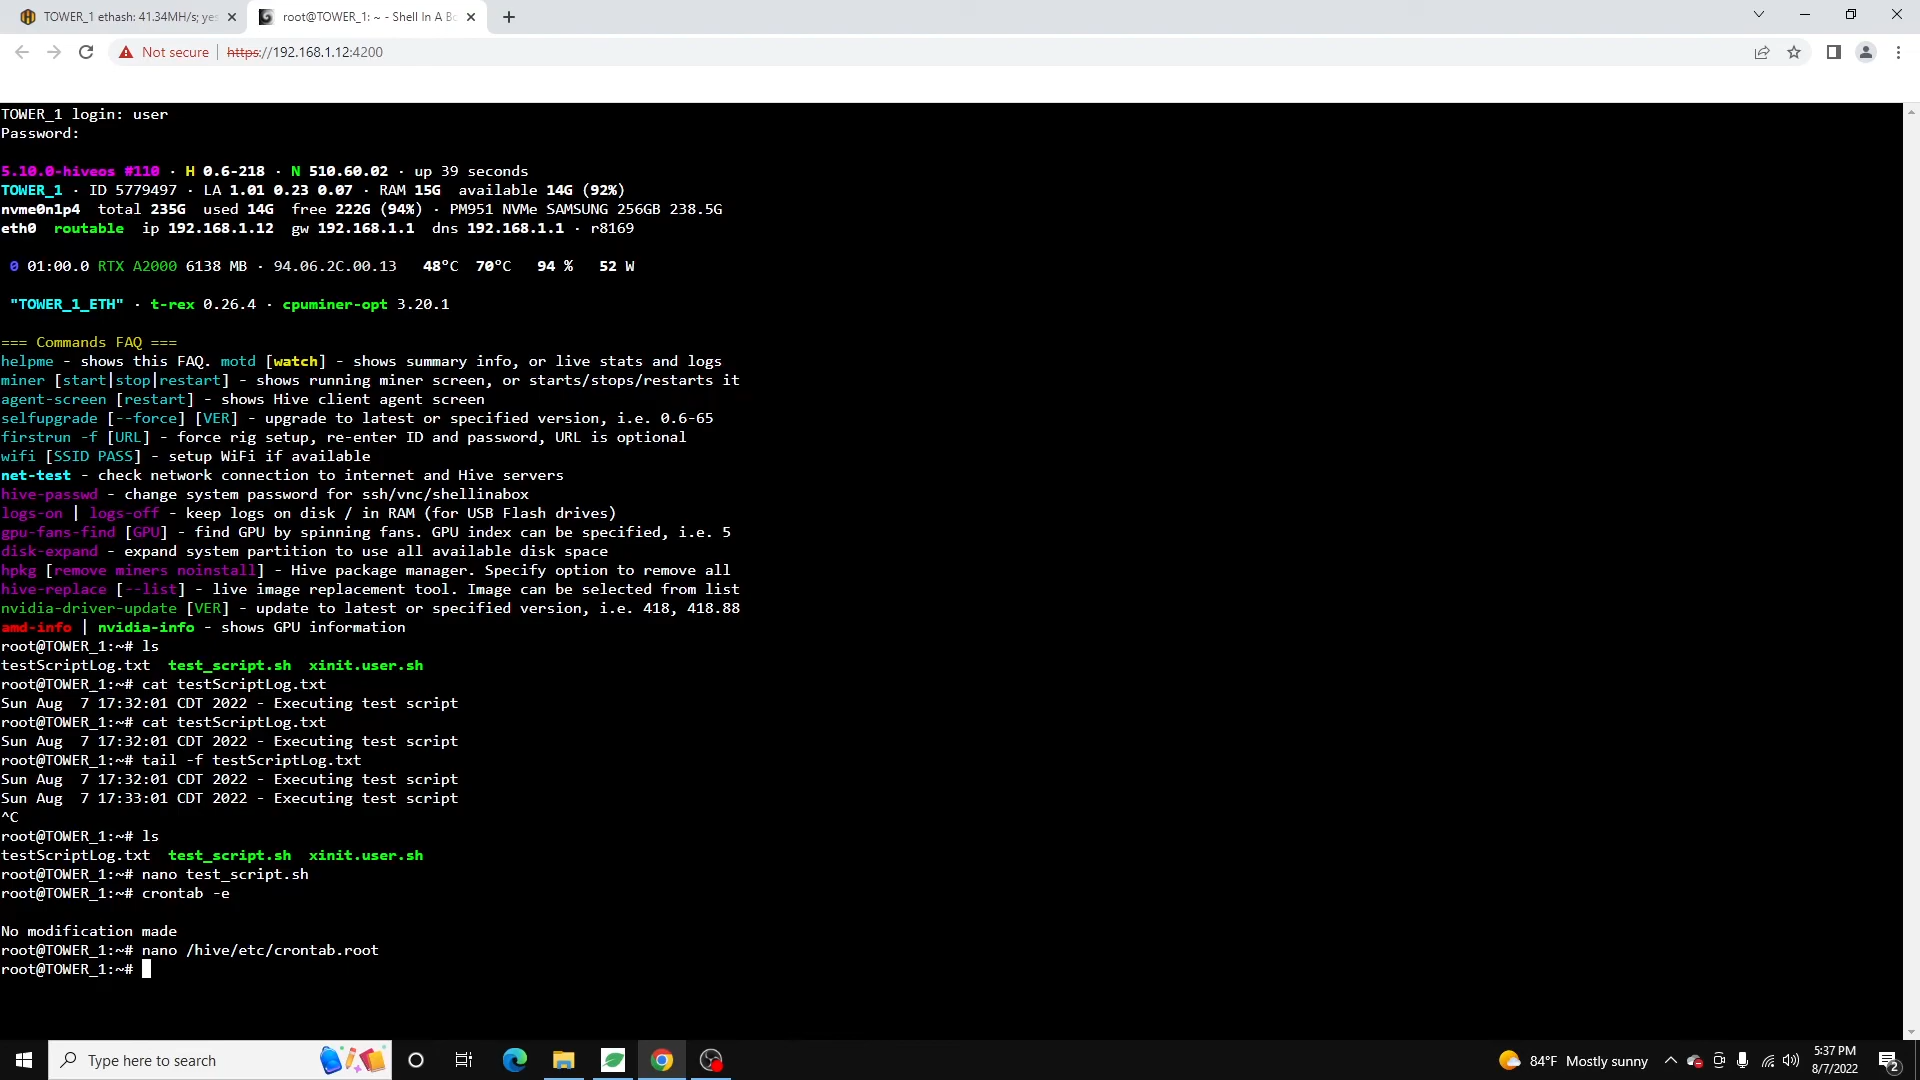 TOWER_1 ethash: 41.34MH/s; yes
root@TOWER_1: ~ - Shell In A Bo
Not secure
https://192.168.1.12:4200
TOWER_1 login: user
Password:
5.10.0-hiveos #110 · H 0.6-218 · N 510.60.02 · up 39 seconds
TOWER_1 · ID 5779497 · LA 1.01 0.23 0.07 · RAM 15G  available 14G (92%)
nvme0n1p4  total 235G  used 14G  free 222G (94%) · PM951 NVMe SAMSUNG 256GB 238.5G
eth0  routable  ip 192.168.1.12  gw 192.168.1.1  dns 192.168.1.1 · r8169
0 01:00.0 RTX A2000 6138 MB · 94.06.2C.00.13   48°C  70°C   94 %   52 W
"TOWER_1_ETH" · t-rex 0.26.4 · cpuminer-opt 3.20.1
=== Commands FAQ ===
helpme - shows this FAQ. motd [watch] - shows summary info, or live stats and logs
miner [start|stop|restart] - shows running miner screen, or starts/stops/restarts it
agent-screen [restart] - shows Hive client agent screen
selfupgrade [--force] [VER] - upgrade to latest or specified version, i.e. 0.6-65
firstrun -f [URL] - force rig setup, re-enter ID and password, URL is optional
wifi [SSID PASS] - setup WiFi if available
net-test - check network connection to internet and Hive servers
hive-passwd - change system password for ssh/vnc/shellinabox
logs-on | logs-off - keep logs on disk / in RAM (for USB Flash drives)
gpu-fans-find [GPU] - find GPU by spinning fans. GPU index can be specified, i.e. 5
disk-expand - expand system partition to use all available disk space
hpkg [remove miners noinstall] - Hive package manager. Specify option to remove all
hive-replace [--list] - live image replacement tool. Image can be selected from list
nvidia-driver-update [VER] - update to latest or specified version, i.e. 418, 418.88
amd-info | nvidia-info - shows GPU information
root@TOWER_1:~# ls
testScriptLog.txt  test_script.sh  xinit.user.sh
root@TOWER_1:~# cat testScriptLog.txt
Sun Aug  7 17:32:01 CDT 2022 - Executing test script
root@TOWER_1:~# cat testScriptLog.txt
Sun Aug  7 17:32:01 CDT 2022 - Executing test script
root@TOWER_1:~# tail -f testScriptLog.txt
Sun Aug  7 17:32:01 CDT 2022 - Executing test script
Sun Aug  7 17:33:01 CDT 2022 - Executing test script
^C
root@TOWER_1:~# ls
testScriptLog.txt  test_script.sh  xinit.user.sh
root@TOWER_1:~# nano test_script.sh
root@TOWER_1:~# crontab -e
No modification made
root@TOWER_1:~# nano /hive/etc/crontab.root
root@TOWER_1:~#
Type here to search
84°F  Mostly sunny
5:37 PM
8/7/2022
2